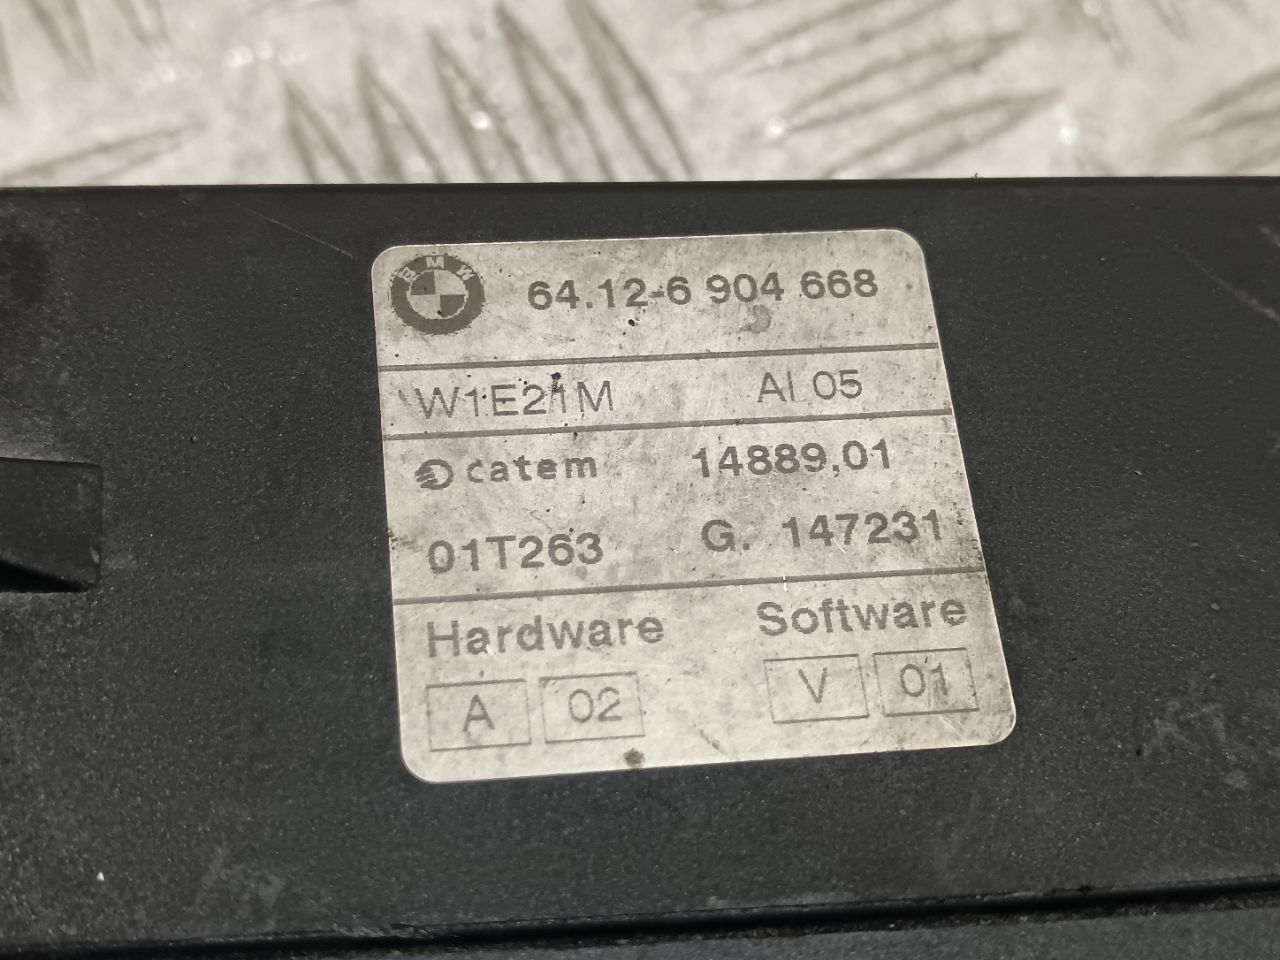 BMW 64.12-6 904 668
W1E21M AI 05
catem 14889.01
01T263 G. 147231
Hardware Software
A 02 V 01